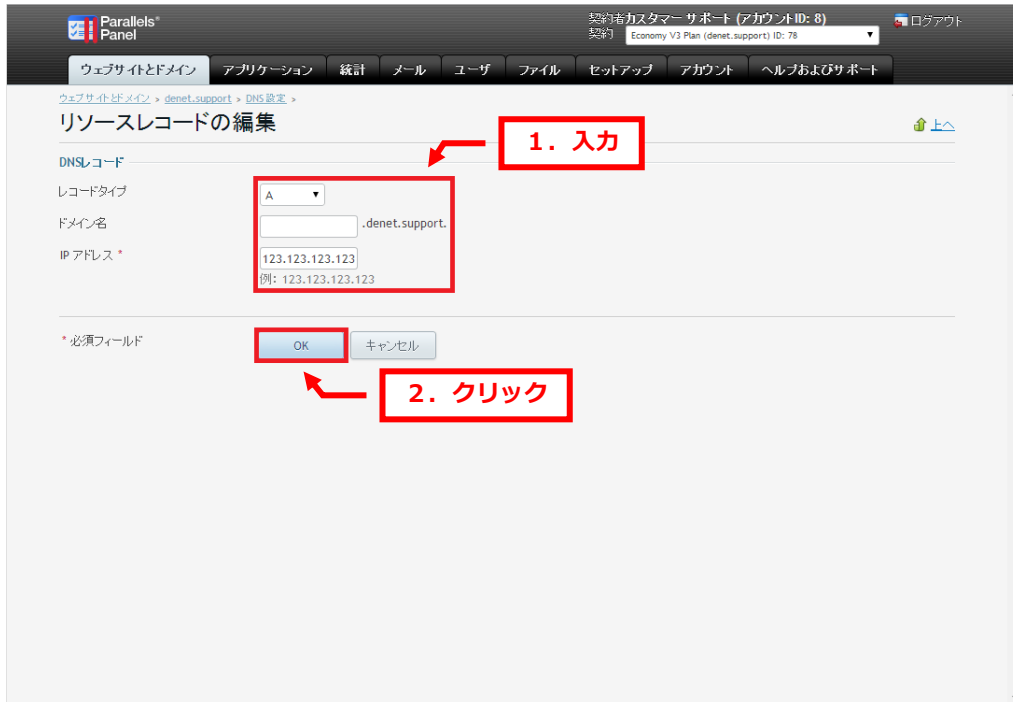 Parallels®
Panel
契約者カスタマー サポート (アカウントID: 8)
契約 Economy V3 Plan (denet.support) ID: 78
ログアウト
ウェブサイトとドメイン アプリケーション 統計 メール ユーザ ファイル セットアップ アカウント ヘルプおよびサポート
ウェブサイトとドメイン > denet.support > DNS 設定 >
リソースレコードの編集
上へ
1．入力
DNSレコード
レコードタイプ A
ドメイン名 .denet.support.
IP アドレス * 123.123.123.123
例: 123.123.123.123
* 必須フィールド OK キャンセル
2．クリック